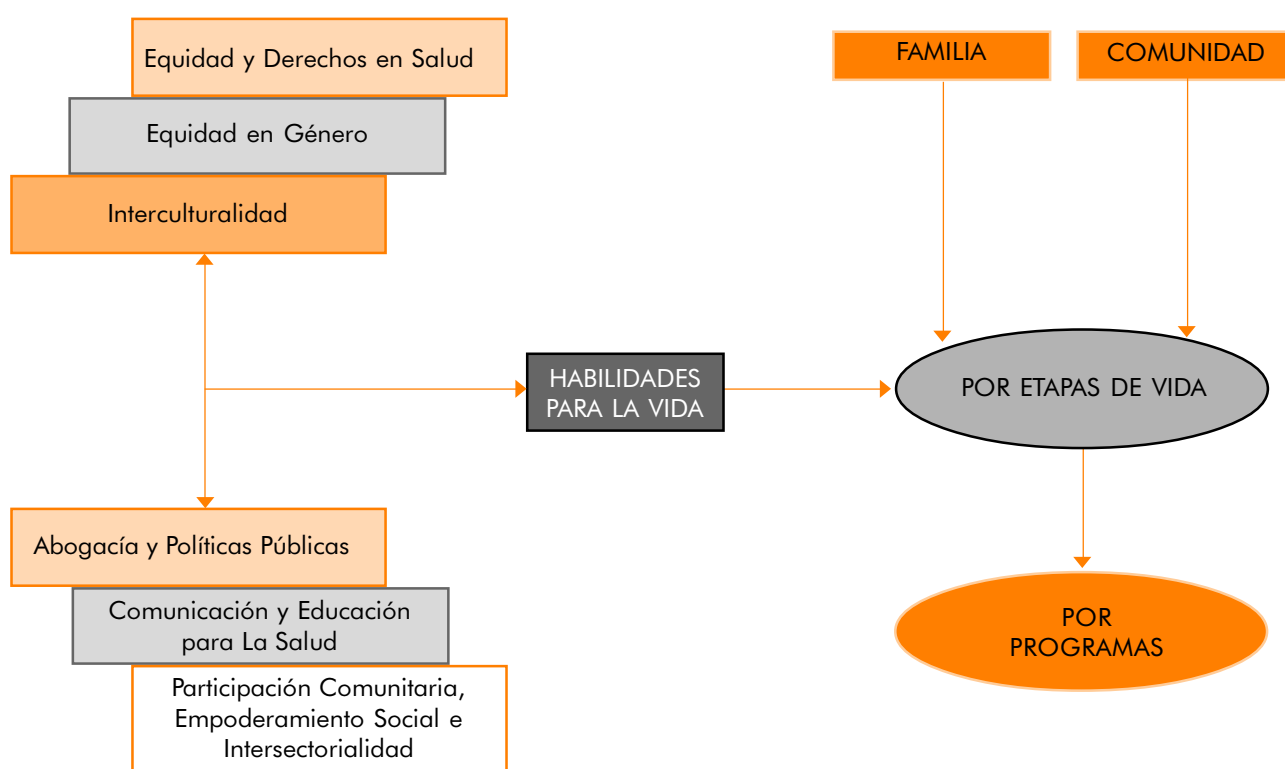 Equidad y Derechos en Salud
Equidad en Género
Interculturalidad
FAMILIA
COMUNIDAD
HABILIDADES
PARA LA VIDA
POR ETAPAS DE VIDA
Abogacía y Políticas Públicas
Comunicación y Educación
para La Salud
Participación Comunitaria,
Empoderamiento Social e
Intersectorialidad
POR
PROGRAMAS